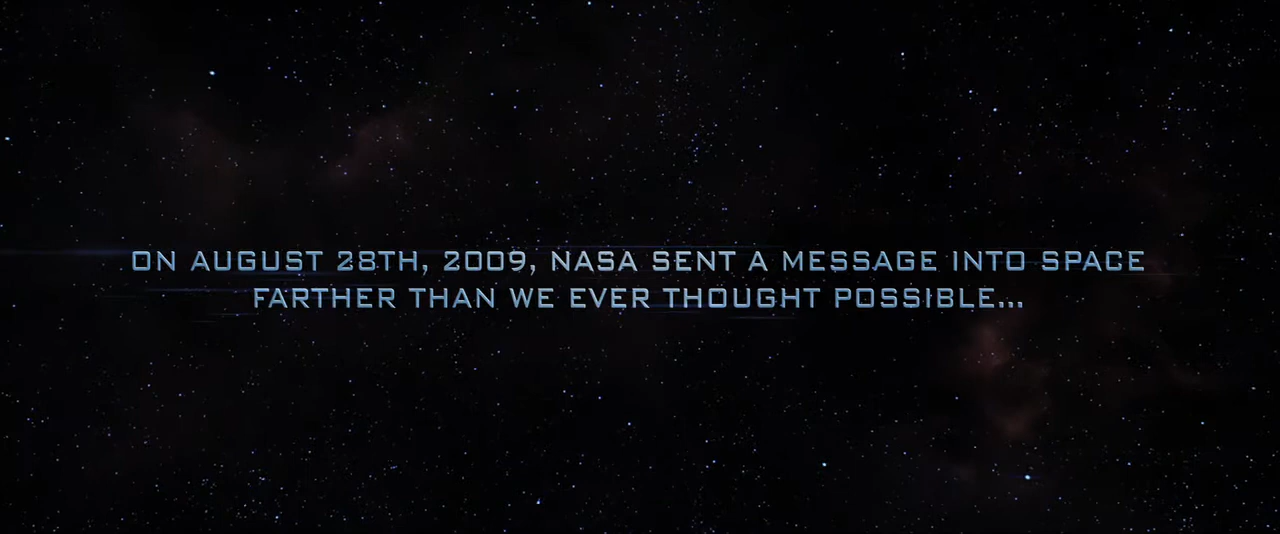 ON AUGUST 28TH, 2009, NASA SENT A MESSAGE INTO SPACE
FARTHER THAN WE EVER THOUGHT POSSIBLE...